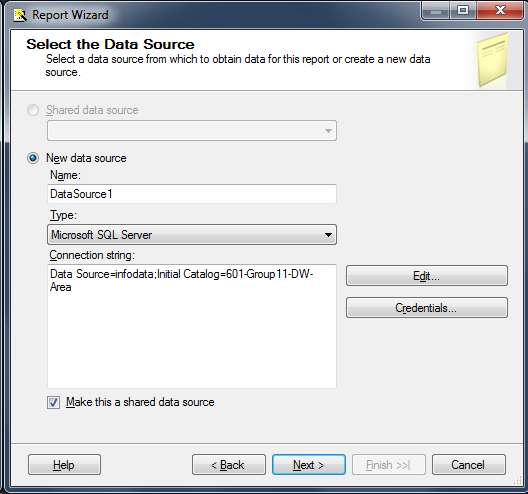 Report Wizard
Select the Data Source
Select a data source from which to obtain data for this report or create a new data
source.
Shared data source
New data source
Name:
DataSource1
Type:
Microsoft SQL Server
Connection string:
Data Source=infodata;Initial Catalog=601-Group11-DW-
Area
Edit...
Credentials...
Make this a shared data source
Help
< Back
Next >
Finish >>|
Cancel